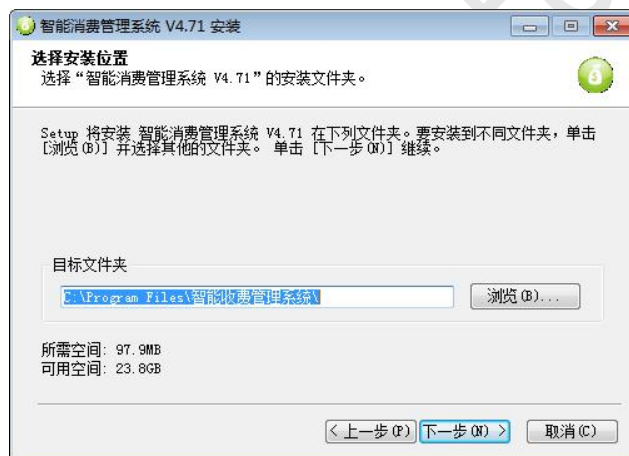 智能消费管理系统 V4.71 安装
选择安装位置
选择“智能消费管理系统 V4.71”的安装文件夹。
Setup 将安装 智能消费管理系统 V4.71 在下列文件夹。要安装到不同文件夹，单击
[浏览(B)] 并选择其他的文件夹。 单击 [下一步(N)] 继续。
目标文件夹
C:\Program Files\智能收费管理系统\
浏览(B)...
所需空间: 97.9MB
可用空间: 23.8GB
< 上一步(P) 下一步(N) > 取消(C)